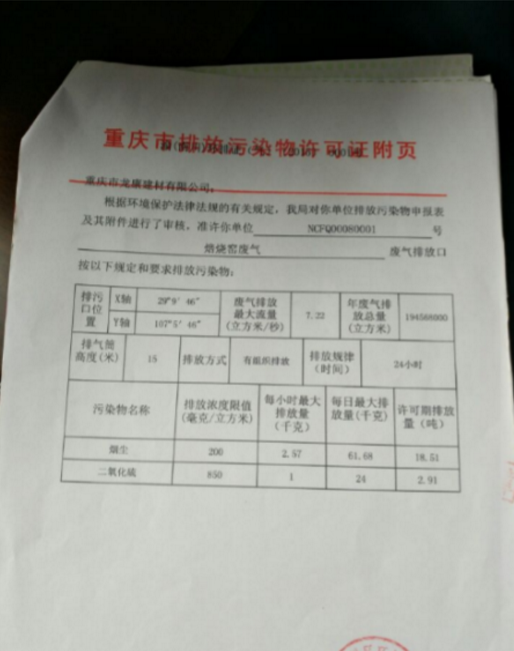 重庆市排放污染物许可证附页
重庆市龙康建材有限公司:
根据环境保护法律法规的有关规定，我局对你单位排放污染物申报表
及其附件进行了审核，准许你单位 NCFQ00080001 号
焙烧窑废气 废气排放口
按以下规定和要求排放污染物：
排污口位置 X轴 29°9′46″ 废气排放最大流量(立方米/秒) 7.22 年度废气排放总量(立方米) 194568000
Y轴 107°5′46″
排气筒高度(米) 15 排放方式 有组织排放 排放规律(时间) 24小时
污染物名称 排放浓度限值(毫克/立方米) 每小时最大排放量(千克) 每日最大排放量(千克) 许可期排放量(吨)
烟尘 200 2.57 61.68 18.51
二氧化硫 850 1 24 2.91